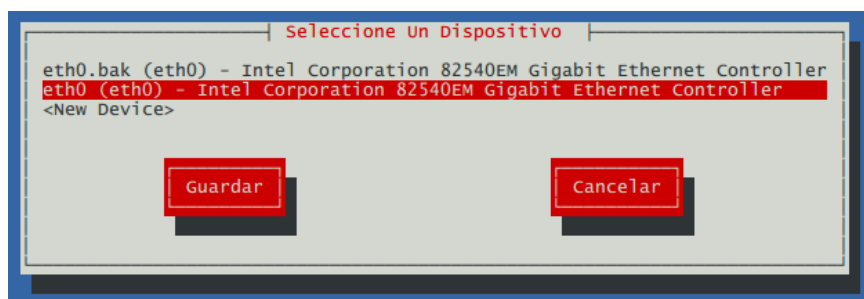 Seleccione Un Dispositivo
eth0.bak (eth0) - Intel Corporation 82540EM Gigabit Ethernet Controller
eth0 (eth0) - Intel Corporation 82540EM Gigabit Ethernet Controller
<New Device>
Guardar Cancelar